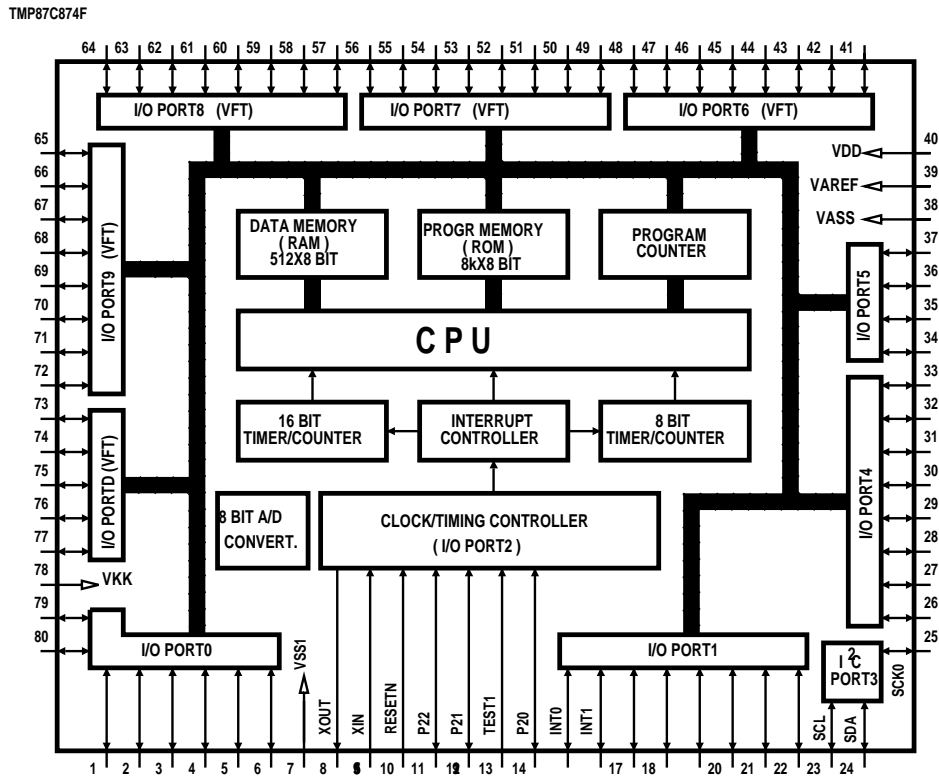 TMP87C874F
64 63 62 61 60 59 58 57 56 55 54 53 52 51 50 49 48 47 46 45 44 43 42 41
I/O PORT8 (VFT)
I/O PORT7 (VFT)
I/O PORT6 (VFT)
65
66
67
68
69
70
71
72
73
74
75
76
77
78
79
80
I/O PORT9 (VFT)
I/O PORTD (VFT)
VKK
DATA MEMORY
( RAM )
512X8 BIT
PROGR MEMORY
( ROM )
8kX8 BIT
PROGRAM
COUNTER
CPU
16 BIT
TIMER/COUNTER
INTERRUPT
CONTROLLER
8 BIT
TIMER/COUNTER
8 BIT A/D
CONVERT.
CLOCK/TIMING CONTROLLER
( I/O PORT2 )
VDD
VAREF
VASS
40
39
38
37
36
35
34
33
32
31
30
29
28
27
26
25
I/O PORT5
I/O PORT4
I/O PORT0
I/O PORT1
I2C
PORT3
SCK0
VSS1
XOUT
XIN
RESETN
P22
P21
TEST1
P20
INT0
INT1
SCL
SDA
1 2 3 4 5 6 7 8 10 11 13 14 17 18 20 21 22 23 24